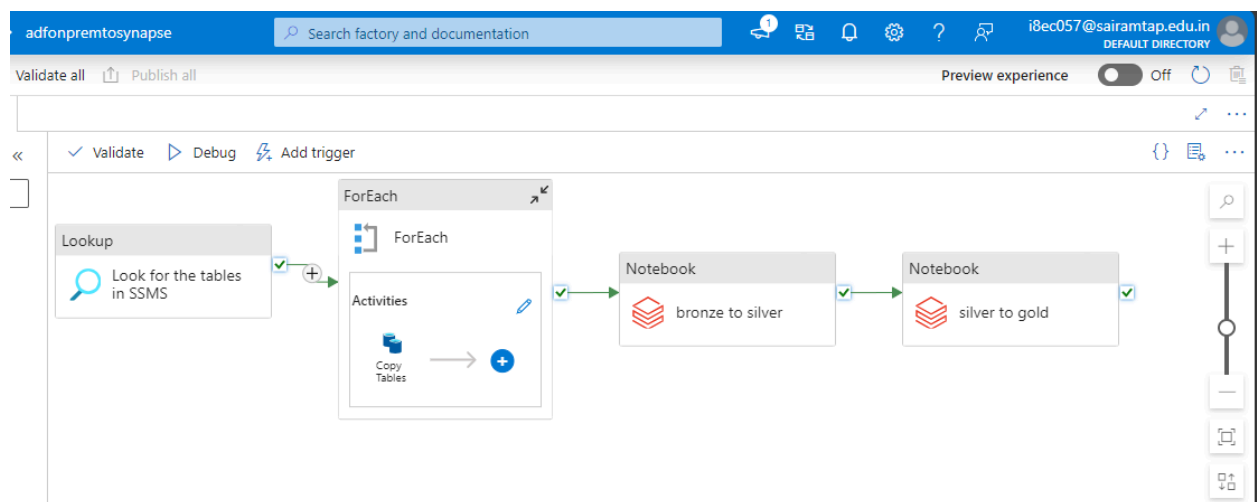 adfonpremtosynapse
Search factory and documentation
1
i8ec057@sairamtap.edu.in
DEFAULT DIRECTORY
Validate all
Publish all
Preview experience
Off
Validate
Debug
Add trigger
Lookup
Look for the tables
in SSMS
ForEach
ForEach
Activities
Copy
Tables
Notebook
bronze to silver
Notebook
silver to gold